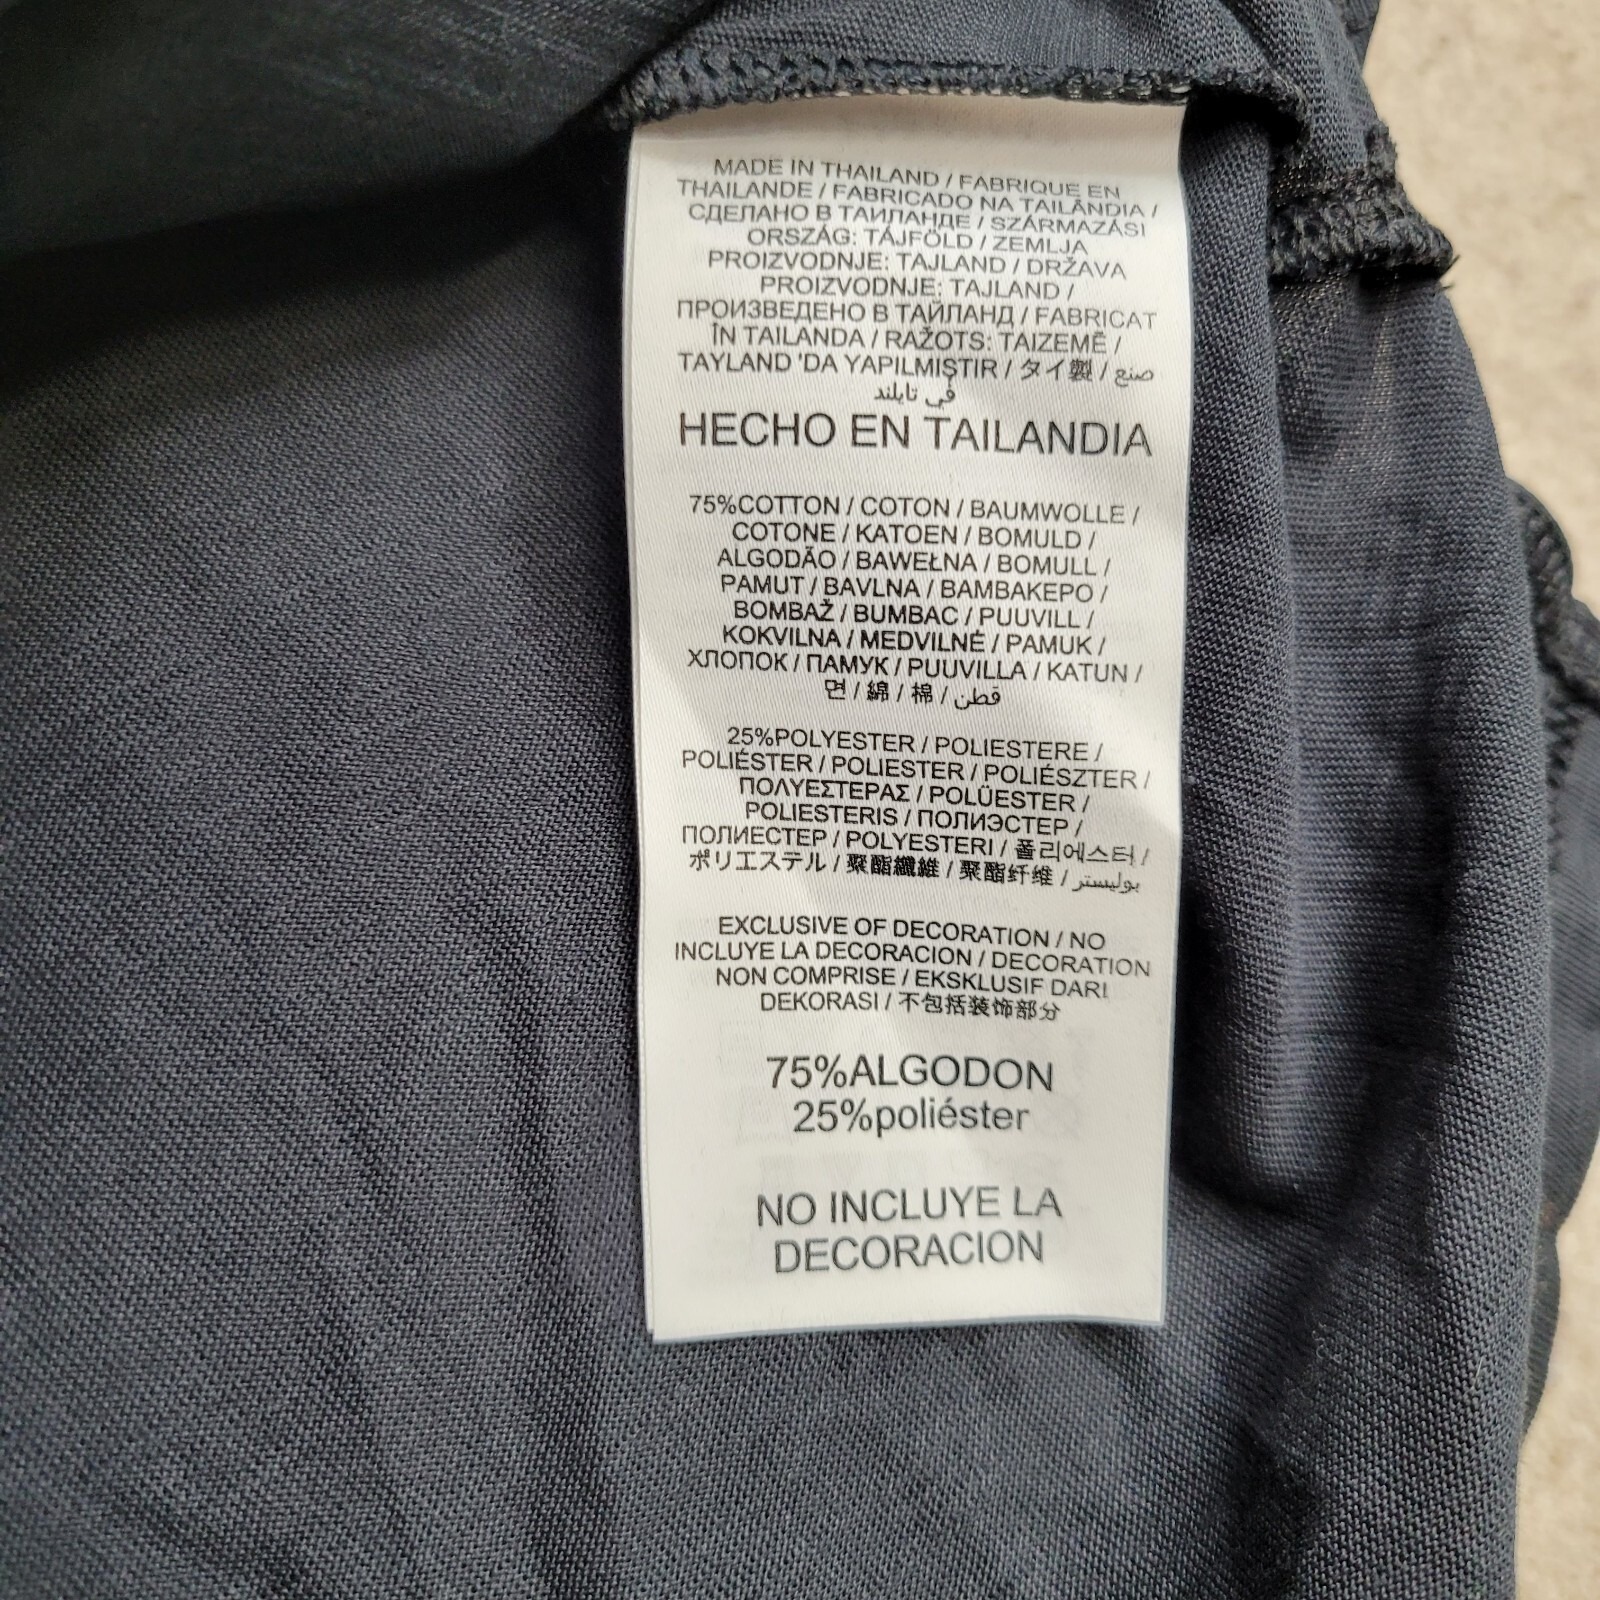 MADE IN THAILAND / FABRIQUE EN
THAILANDE / FABRICADO NA TAILÂNDIA /
СДЕЛАНО В ТАИЛАНДЕ / SZÁRMAZÁSI
ORSZÁG: TÁJFÖLD / ZEMLJA
PROIZVODNJE: TAJLAND / DRŽAVA
PROIZVODNJE: TAJLAND /
ПРОИЗВЕДЕНО В ТАЙЛАНД / FABRICAT
ÎN TAILANDA / RAŽOTS: TAIZEMĒ /
TAYLAND 'DA YAPILMIŞTIR / タイ製 / صنع
في تايلند
HECHO EN TAILANDIA
75%COTTON / COTON / BAUMWOLLE /
COTONE / KATOEN / BOMULD /
ALGODÃO / BAWEŁNA / BOMULL /
PAMUT / BAVLNA / ΒΑΜΒΑΚΕΡΟ /
BOMBAŽ / BUMBAC / PUUVILL /
KOKVILNA / MEDVILNĖ / PAMUK /
ХЛОПОК / ПАМУК / PUUVILLA / KATUN /
면 / 綿 / 棉 / قطن
25%POLYESTER / POLIESTERE /
POLIÉSTER / POLIESTER / POLIÉSZTER /
ΠΟΛΥΕΣΤΕΡΑΣ / POLÜESTER /
POLIESTERIS / ПОЛИЭСТЕР /
ПОЛИЕСТЕР / POLYESTERI / 폴리에스터 /
ポリエステル / 聚酯纖維 / 聚酯纤维 / بوليستر
EXCLUSIVE OF DECORATION / NO
INCLUYE LA DECORACION / DECORATION
NON COMPRISE / EKSKLUSIF DARI
DEKORASI / 不包括装饰部分
75%ALGODON
25%poliéster
NO INCLUYE LA
DECORACION